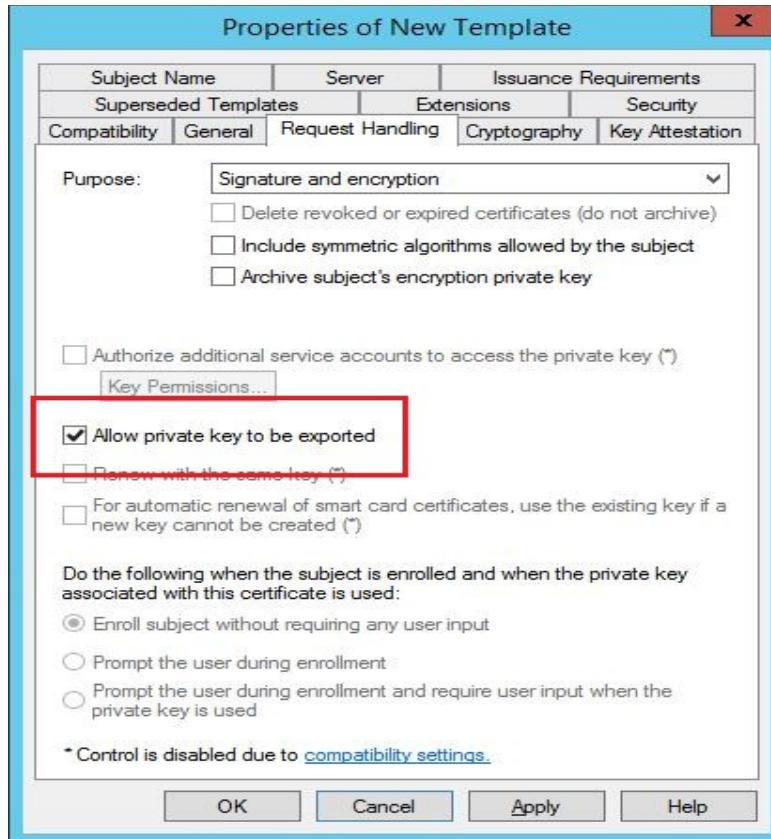 Properties of New Template
x
Subject Name Server Issuance Requirements
Superseded Templates Extensions Security
Compatibility General Request Handling Cryptography Key Attestation
Purpose: Signature and encryption
Delete revoked or expired certificates (do not archive)
Include symmetric algorithms allowed by the subject
Archive subject's encryption private key
Authorize additional service accounts to access the private key (*)
Key Permissions...
Allow private key to be exported
Renew with the same key (*)
For automatic renewal of smart card certificates, use the existing key if a
new key cannot be created (*)
Do the following when the subject is enrolled and when the private key
associated with this certificate is used:
Enroll subject without requiring any user input
Prompt the user during enrollment
Prompt the user during enrollment and require user input when the
private key is used
* Control is disabled due to compatibility settings.
OK Cancel Apply Help